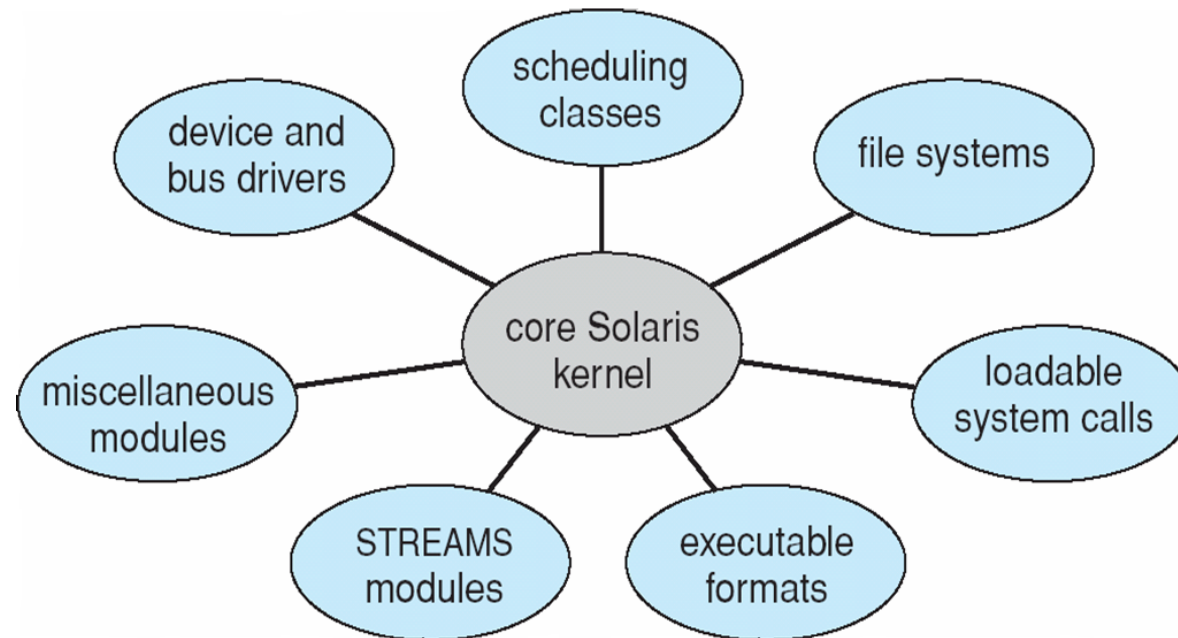 scheduling
classes
device and
bus drivers
file systems
core Solaris
kernel
miscellaneous
modules
loadable
system calls
STREAMS
modules
executable
formats